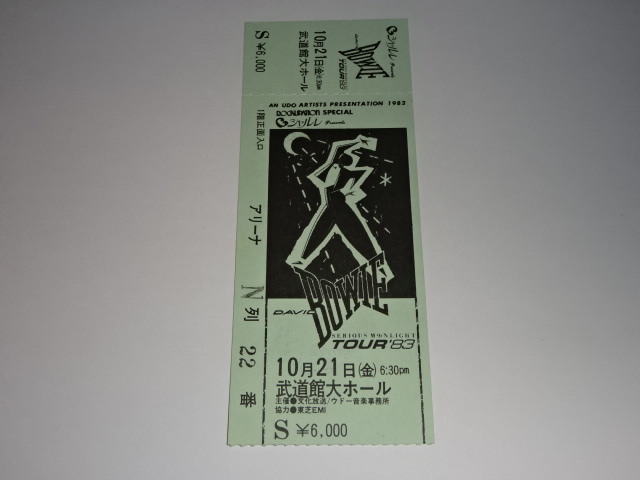 シャルレ Presents
DAVID
BOWIE
TOUR '83
10月21日(金)6:30PM
武道館大ホール
S ¥6,000
AN UDO ARTISTS PRESENTATION 1983
SPECIAL
シャルレ Presents
DAVID BOWIE
SERIOUS MOONLIGHT
TOUR '83
10月21日(金) 6:30PM
武道館大ホール
主催●文化放送/ウドー音楽事務所
協力●東芝EMI
S ¥6,000
1階正面入口
アリーナ N 列 22 番